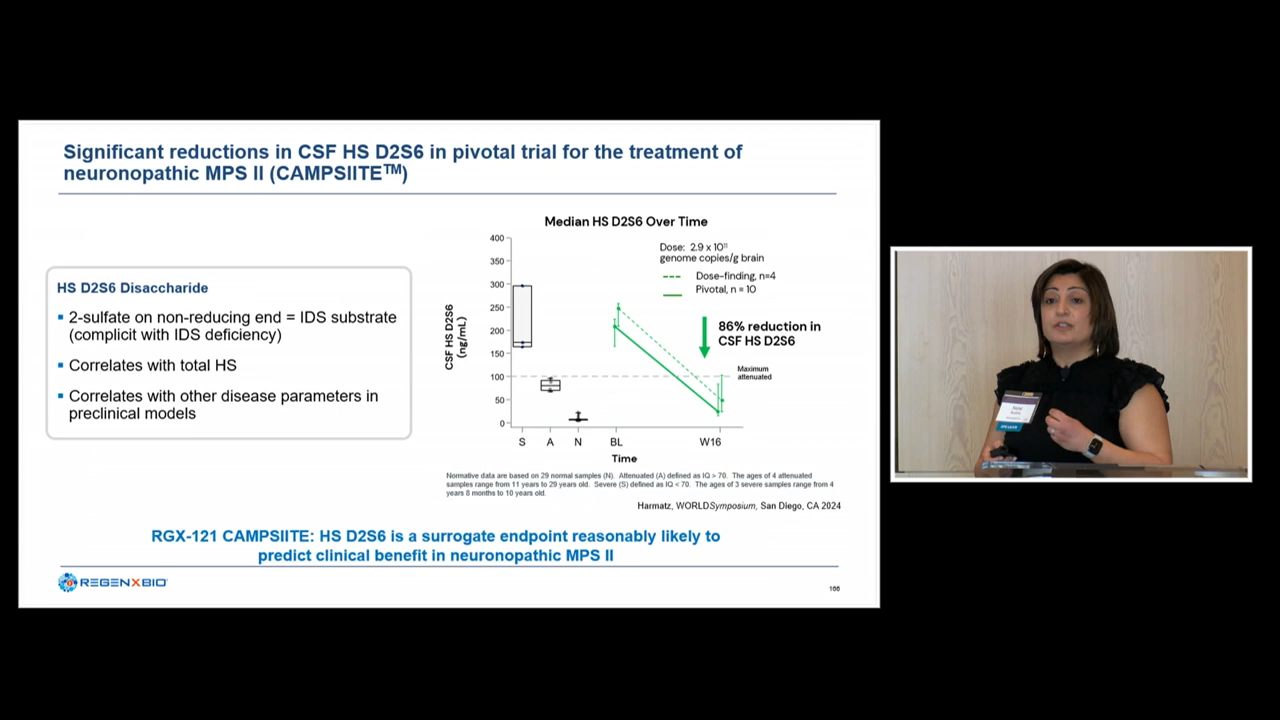 Significant reductions in CSF HS D2S6 in pivotal trial for the treatment of
neuronopathic MPS II (CAMPSIITE™)
HS D2S6 Disaccharide
▪ 2-sulfate on non-reducing end = IDS substrate
(complicit with IDS deficiency)
▪ Correlates with total HS
▪ Correlates with other disease parameters in
preclinical models
Median HS D2S6 Over Time
CSF HS D2S6
(ng/mL)
400
350
300
250
200
150
100
50
0
Dose: 2.9 x 10¹¹
genome copies/g brain
Dose-finding, n=4
Pivotal, n = 10
86% reduction in
CSF HS D2S6
Maximum
attenuated
S A N BL W16
Time
Normative data are based on 29 normal samples (N). Attenuated (A) defined as IQ > 70. The ages of 4 attenuated
samples range from 11 years to 29 years old. Severe (S) defined as IQ < 70. The ages of 3 severe samples range from 4
years 8 months to 10 years old.
Harmatz, WORLDSymposium, San Diego, CA 2024
RGX-121 CAMPSIITE: HS D2S6 is a surrogate endpoint reasonably likely to
predict clinical benefit in neuronopathic MPS II
REGENXBIO
166
SPEAKER